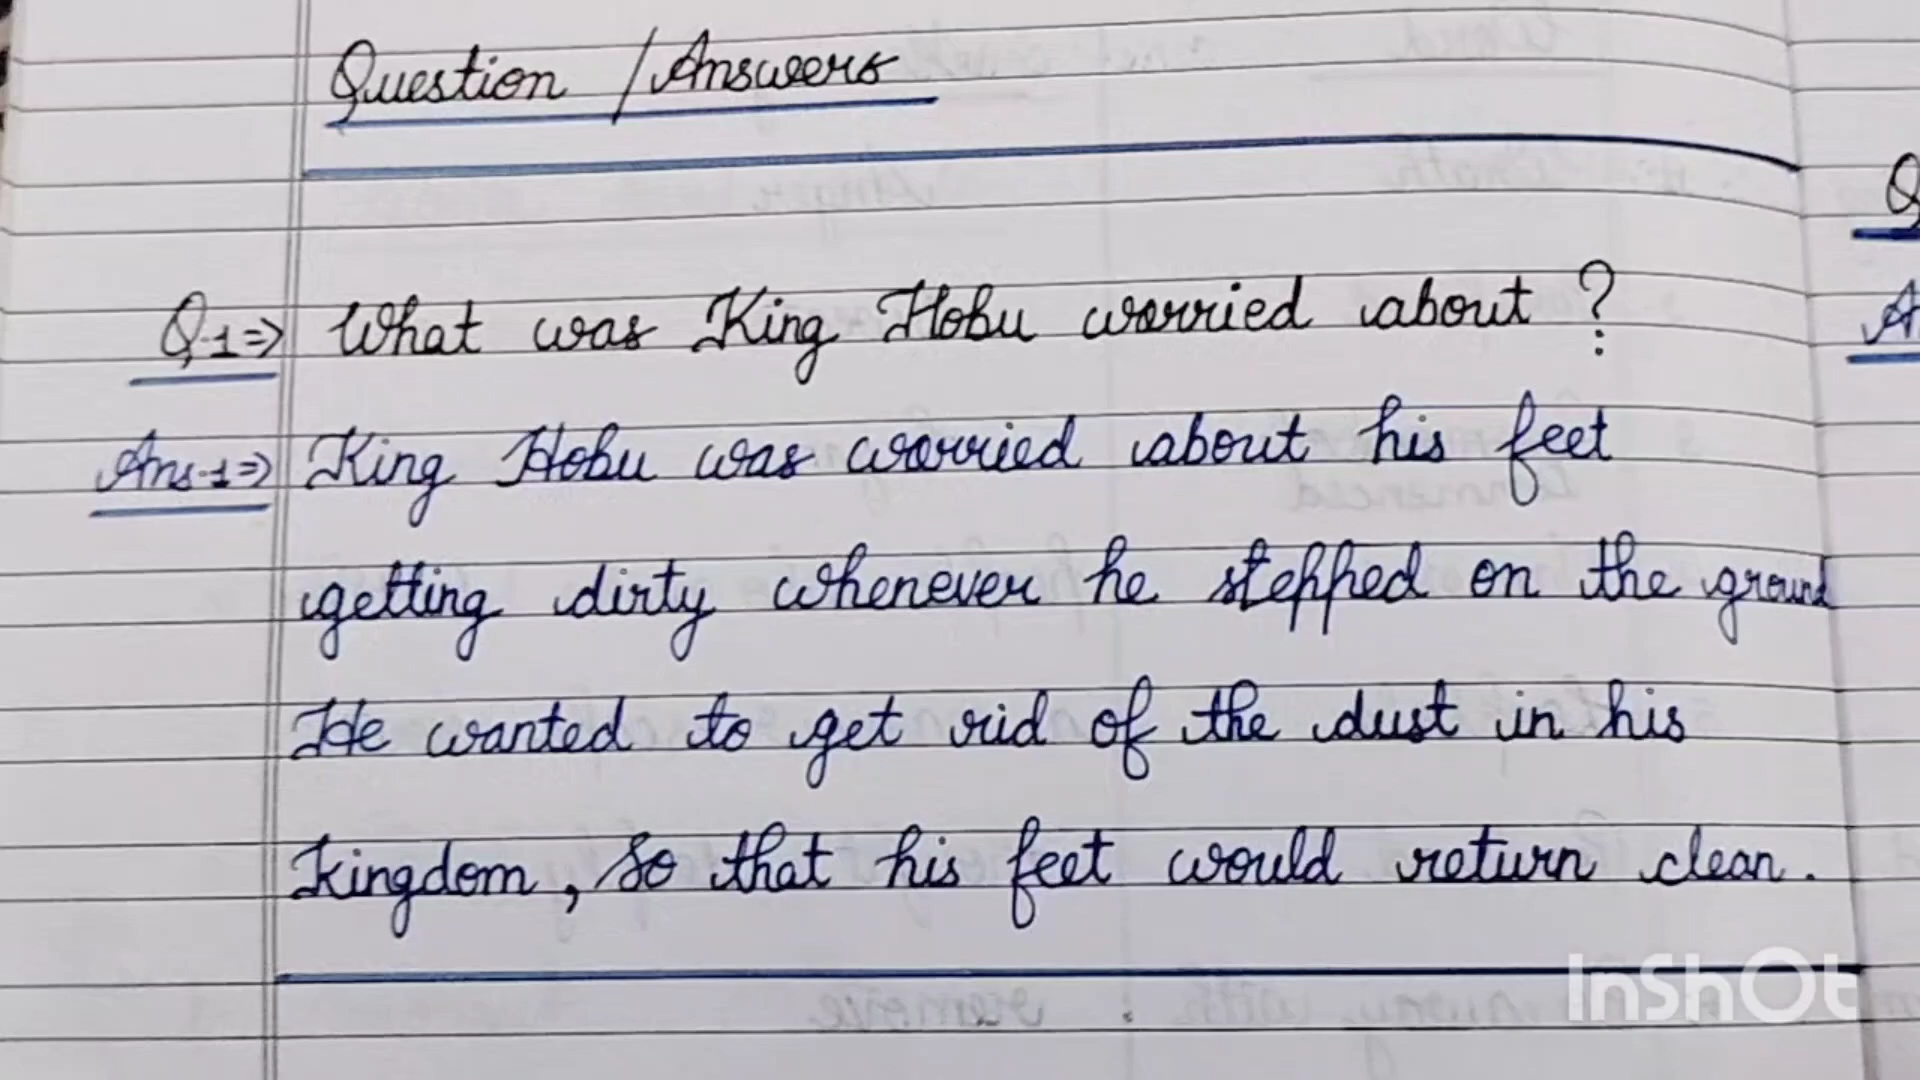 Question / Answers
Q
Q.1⇒ What was King Hobu worried about ?
Ans.1⇒ King Hobu was worried about his feet
getting dirty whenever he stepped on the ground
He wanted to get rid of the dust in his
kingdom, so that his feet would return clean.
InShOt